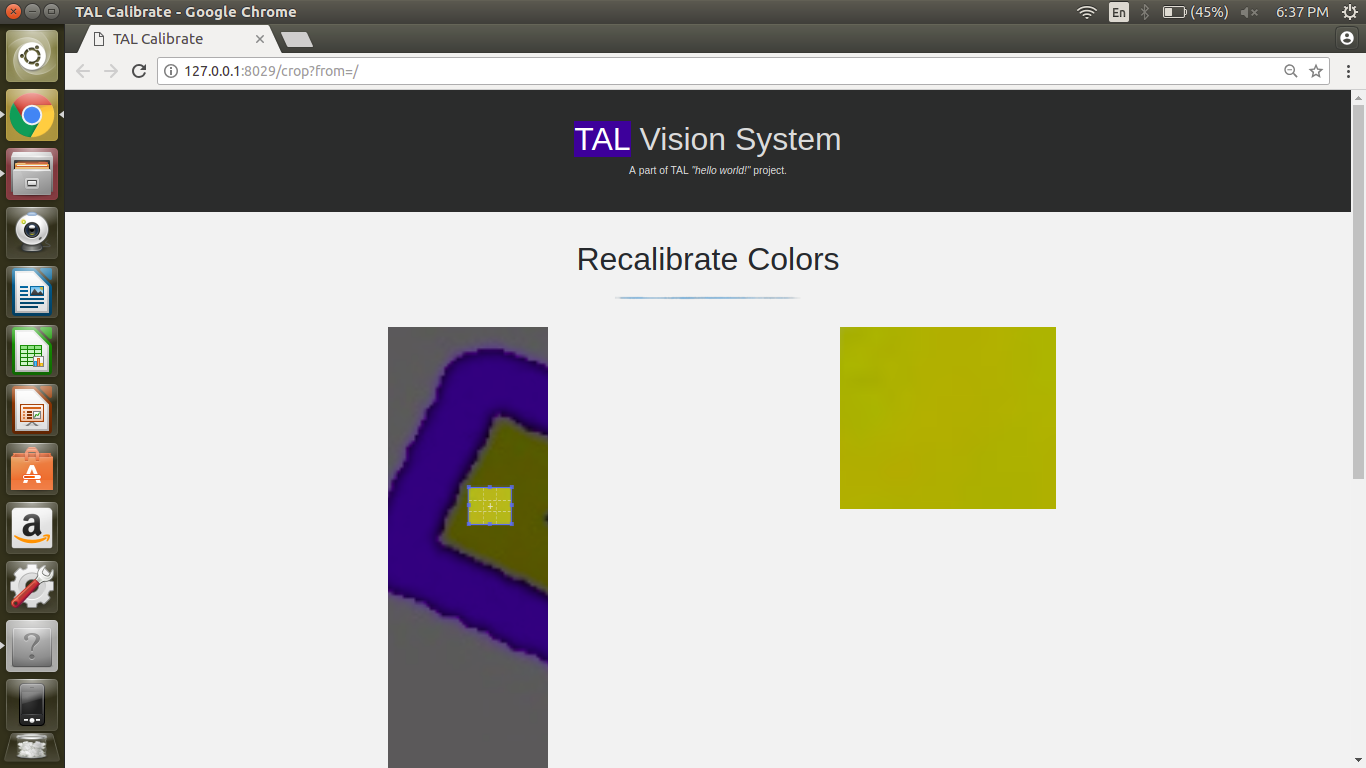 TAL Calibrate - Google Chrome
En
(45%)
6:37 PM
TAL Calibrate
127.0.0.1:8029/crop?from=/
TAL Vision System
A part of TAL "hello world!" project.
Recalibrate Colors